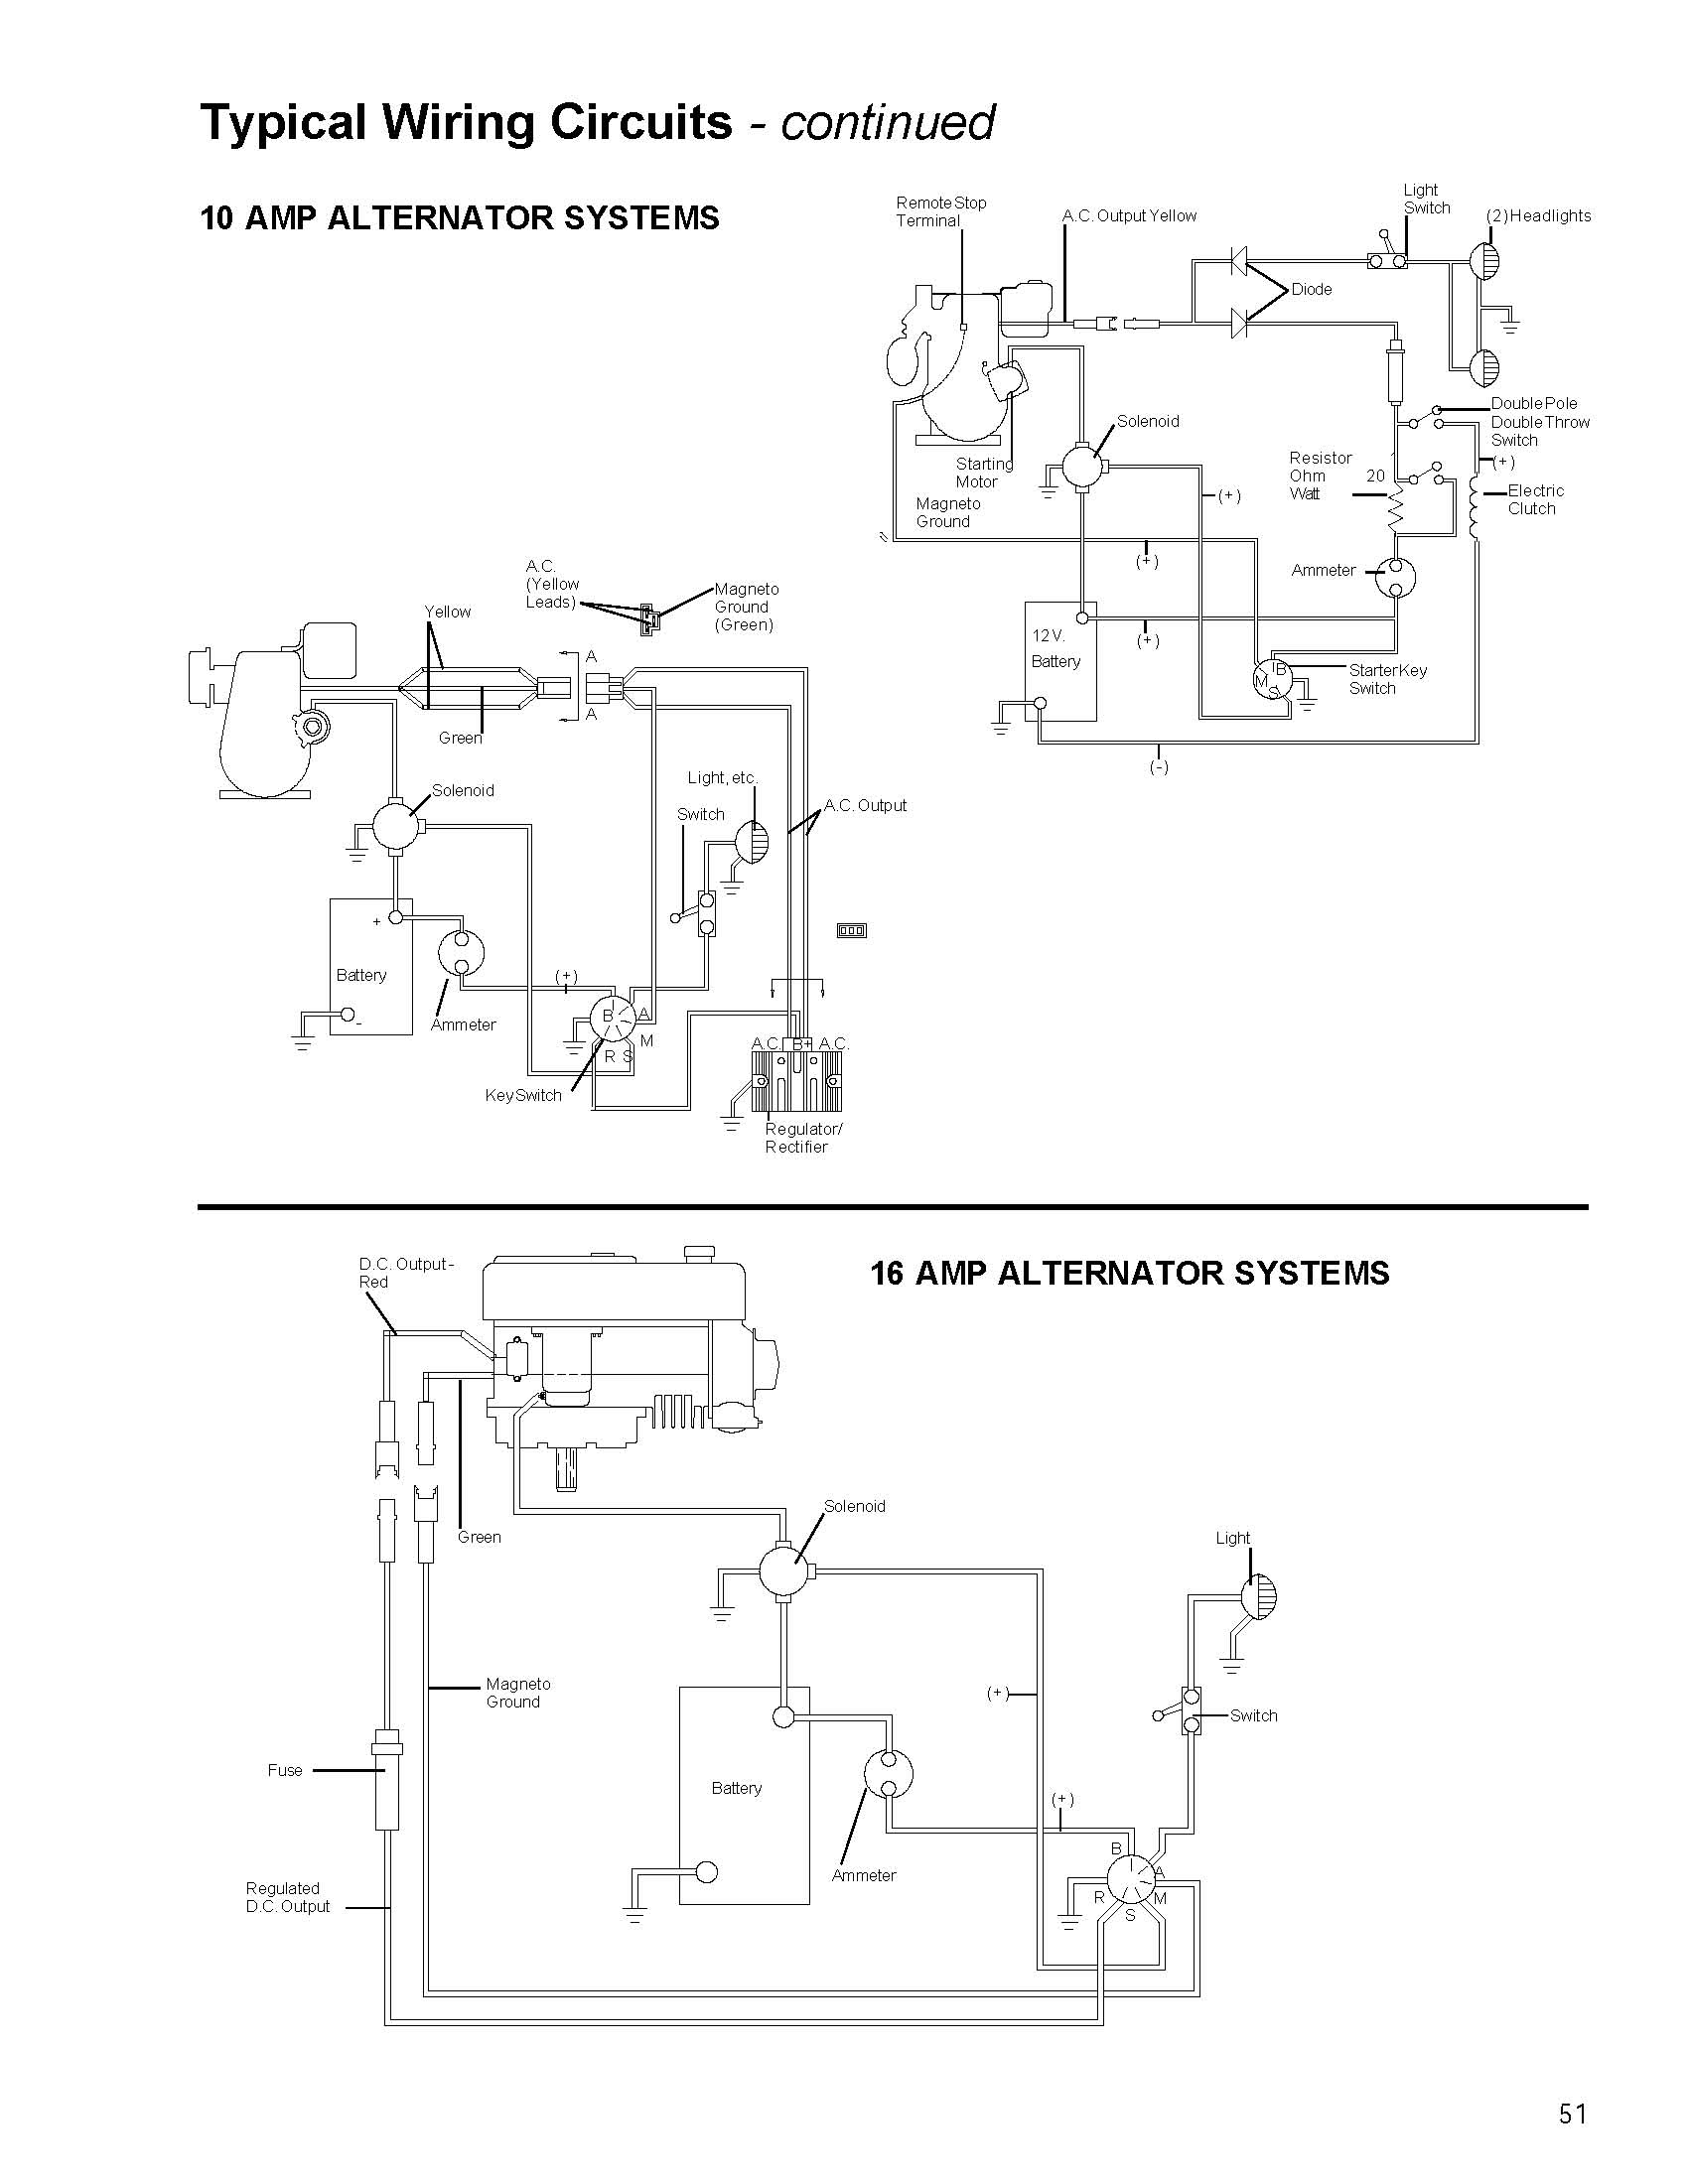 Typical Wiring Circuits - continued
10 AMP ALTERNATOR SYSTEMS
Remote Stop
Terminal
A.C. Output Yellow
Light
Switch
(2) Headlights
Diode
Solenoid
Starting
Motor
Magneto
Ground
(+)
(+)
Resistor
Ohm
Watt
20
Double Pole
Double Throw
Switch
(+)
Electric
Clutch
Ammeter
12 V.
Battery
(+)
B
M
S
Starter Key
Switch
(-)
A.C.
(Yellow
Leads)
Magneto
Ground
(Green)
Yellow
A
A
Green
Solenoid
Light, etc.
Switch
A.C. Output
+
Battery
-
Ammeter
(+)
B
A
M
R
S
Key Switch
A.C.
B+
A.C.
Regulator/
Rectifier
16 AMP ALTERNATOR SYSTEMS
D.C. Output -
Red
Green
Solenoid
Light
Magneto
Ground
(+)
Switch
Fuse
Battery
(+)
Ammeter
B
A
R
M
S
Regulated
D.C. Output
51